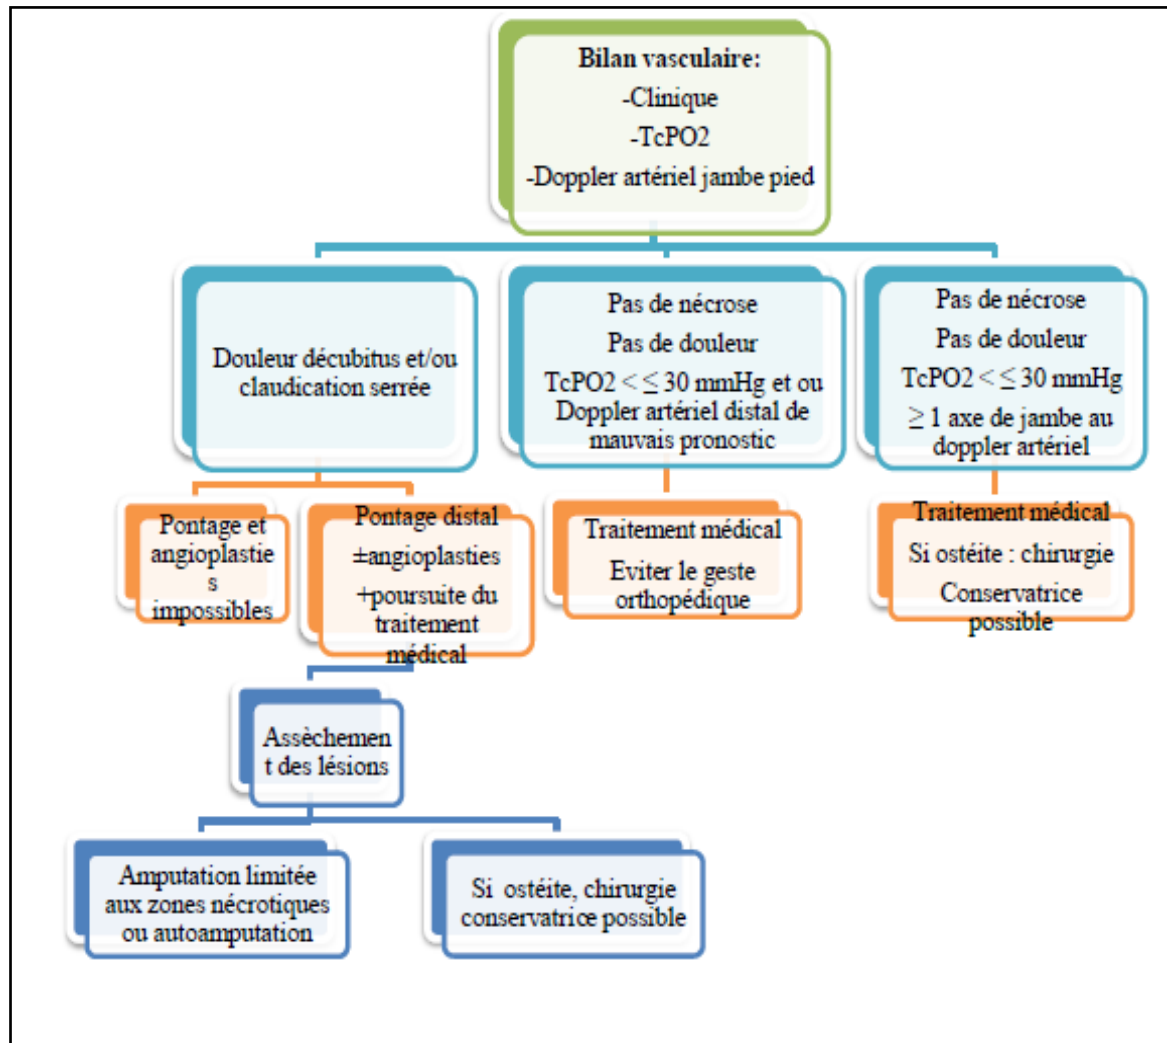 Bilan vasculaire:
-Clinique
-TcPO2
-Doppler artériel jambe pied
Douleur décubitus et/ou
claudication serrée
Pas de nécrose
Pas de douleur
TcPO2 < ≤ 30 mmHg et ou
Doppler artériel distal de
mauvais pronostic
Pas de nécrose
Pas de douleur
TcPO2 < ≤ 30 mmHg
≥ 1 axe de jambe au
doppler artériel
Pontage et
angioplastie
s
impossibles
Pontage distal
±angioplasties
+poursuite du
traitement
médical
Traitement médical
Eviter le geste
orthopédique
Traitement médical
Si ostéite : chirurgie
Conservatrice
possible
Assèchemen
t des lésions
Amputation limitée
aux zones nécrotiques
ou autoamputation
Si ostéite, chirurgie
conservatrice possible